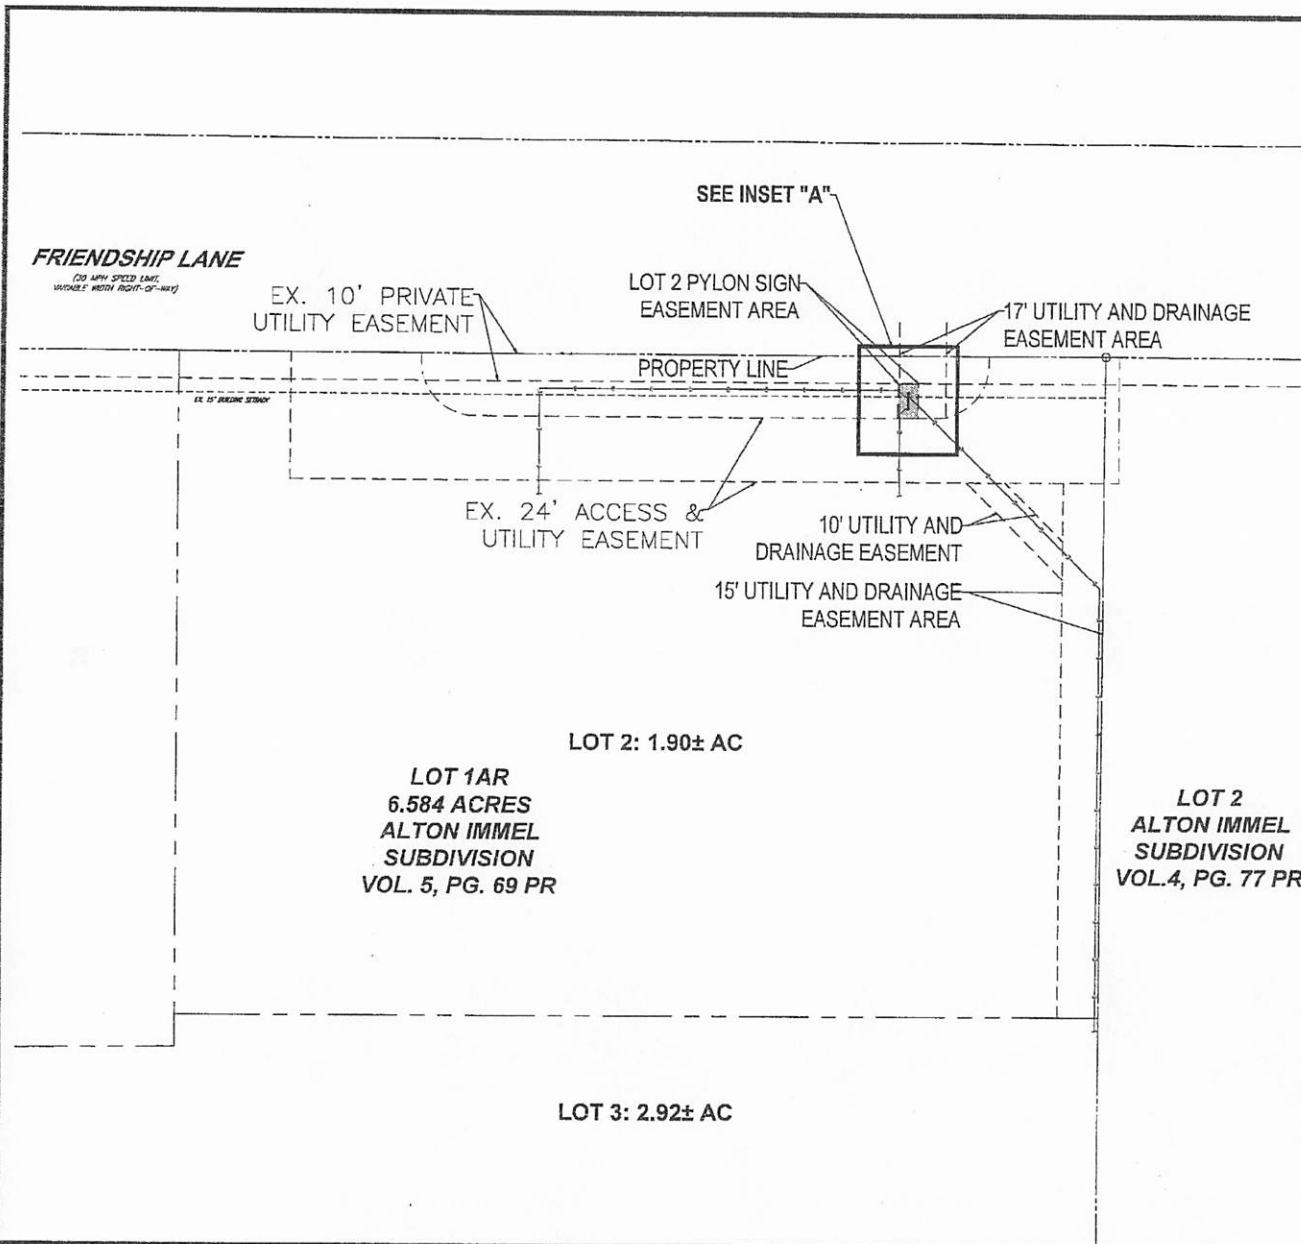 SEE INSET "A"
FRIENDSHIP LANE
(30 MPH SPEED LIMIT,
VARIABLE WIDTH RIGHT-OF-WAY)
EX. 10' PRIVATE
UTILITY EASEMENT
LOT 2 PYLON SIGN
EASEMENT AREA
17' UTILITY AND DRAINAGE
EASEMENT AREA
PROPERTY LINE
EX. 15' BUILDING SETBACK
EX. 24' ACCESS &
UTILITY EASEMENT
10' UTILITY AND
DRAINAGE EASEMENT
15' UTILITY AND DRAINAGE
EASEMENT AREA
LOT 2: 1.90± AC
LOT 1AR
6.584 ACRES
ALTON IMMEL
SUBDIVISION
VOL. 5, PG. 69 PR
LOT 2
ALTON IMMEL
SUBDIVISION
VOL.4, PG. 77 PR
LOT 3: 2.92± AC